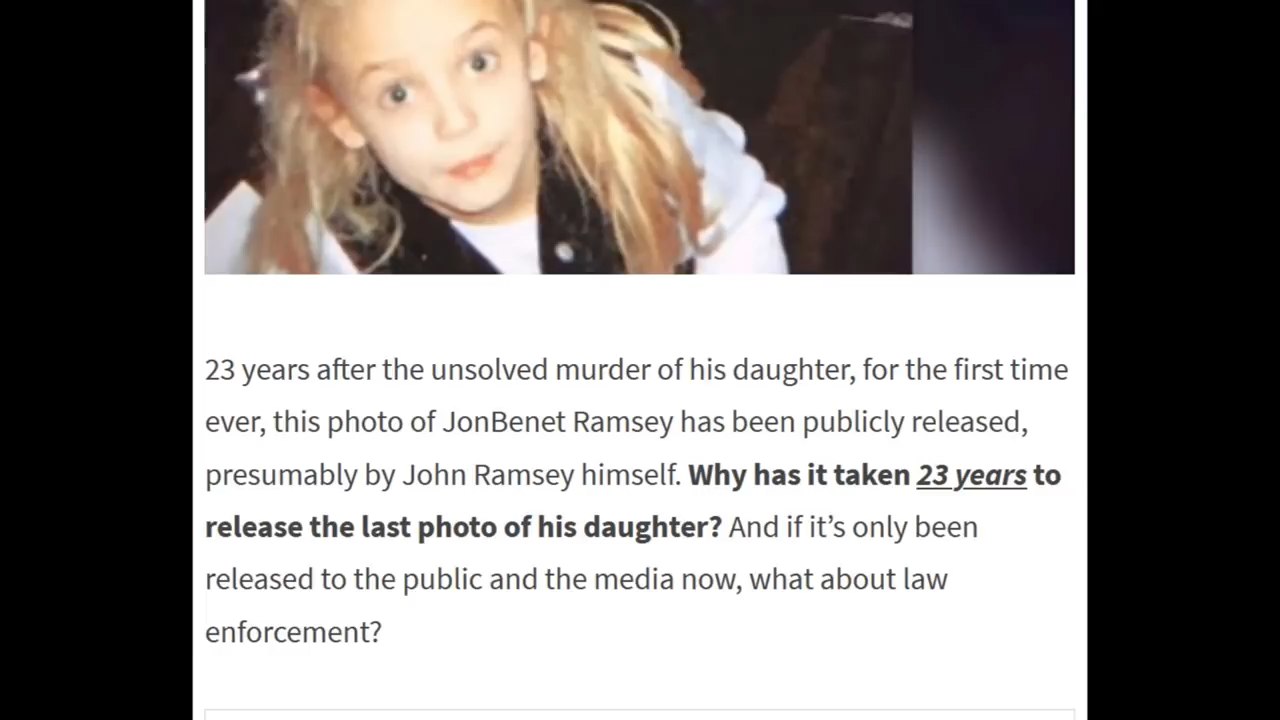 23 years after the unsolved murder of his daughter, for the first time
ever, this photo of JonBenet Ramsey has been publicly released,
presumably by John Ramsey himself. Why has it taken 23 years to
release the last photo of his daughter? And if it’s only been
released to the public and the media now, what about law
enforcement?